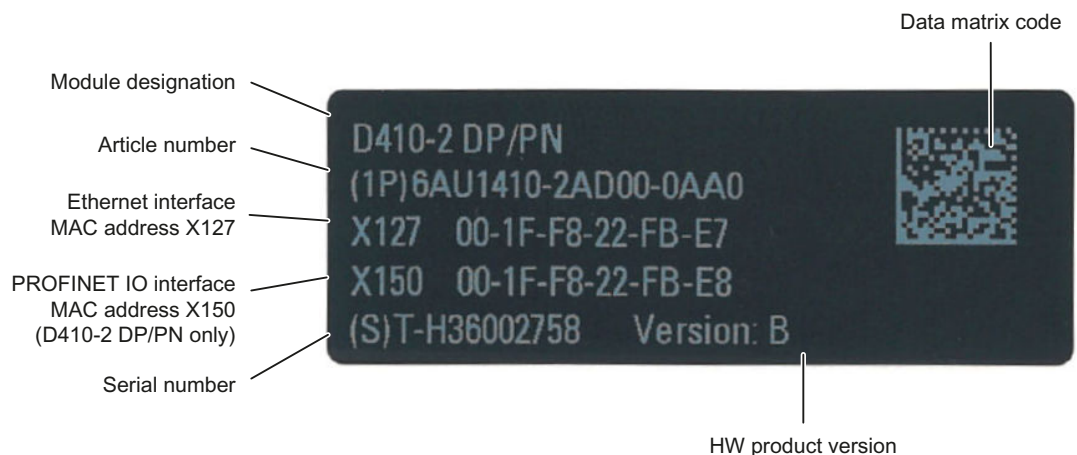 Data matrix code
Module designation
Article number
Ethernet interface
MAC address X127
PROFINET IO interface
MAC address X150
(D410-2 DP/PN only)
Serial number
D410-2 DP/PN
(1P)6AU1410-2AD00-0AA0
X127 00-1F-F8-22-FB-E7
X150 00-1F-F8-22-FB-E8
(S)T-H36002758 Version: B
HW product version